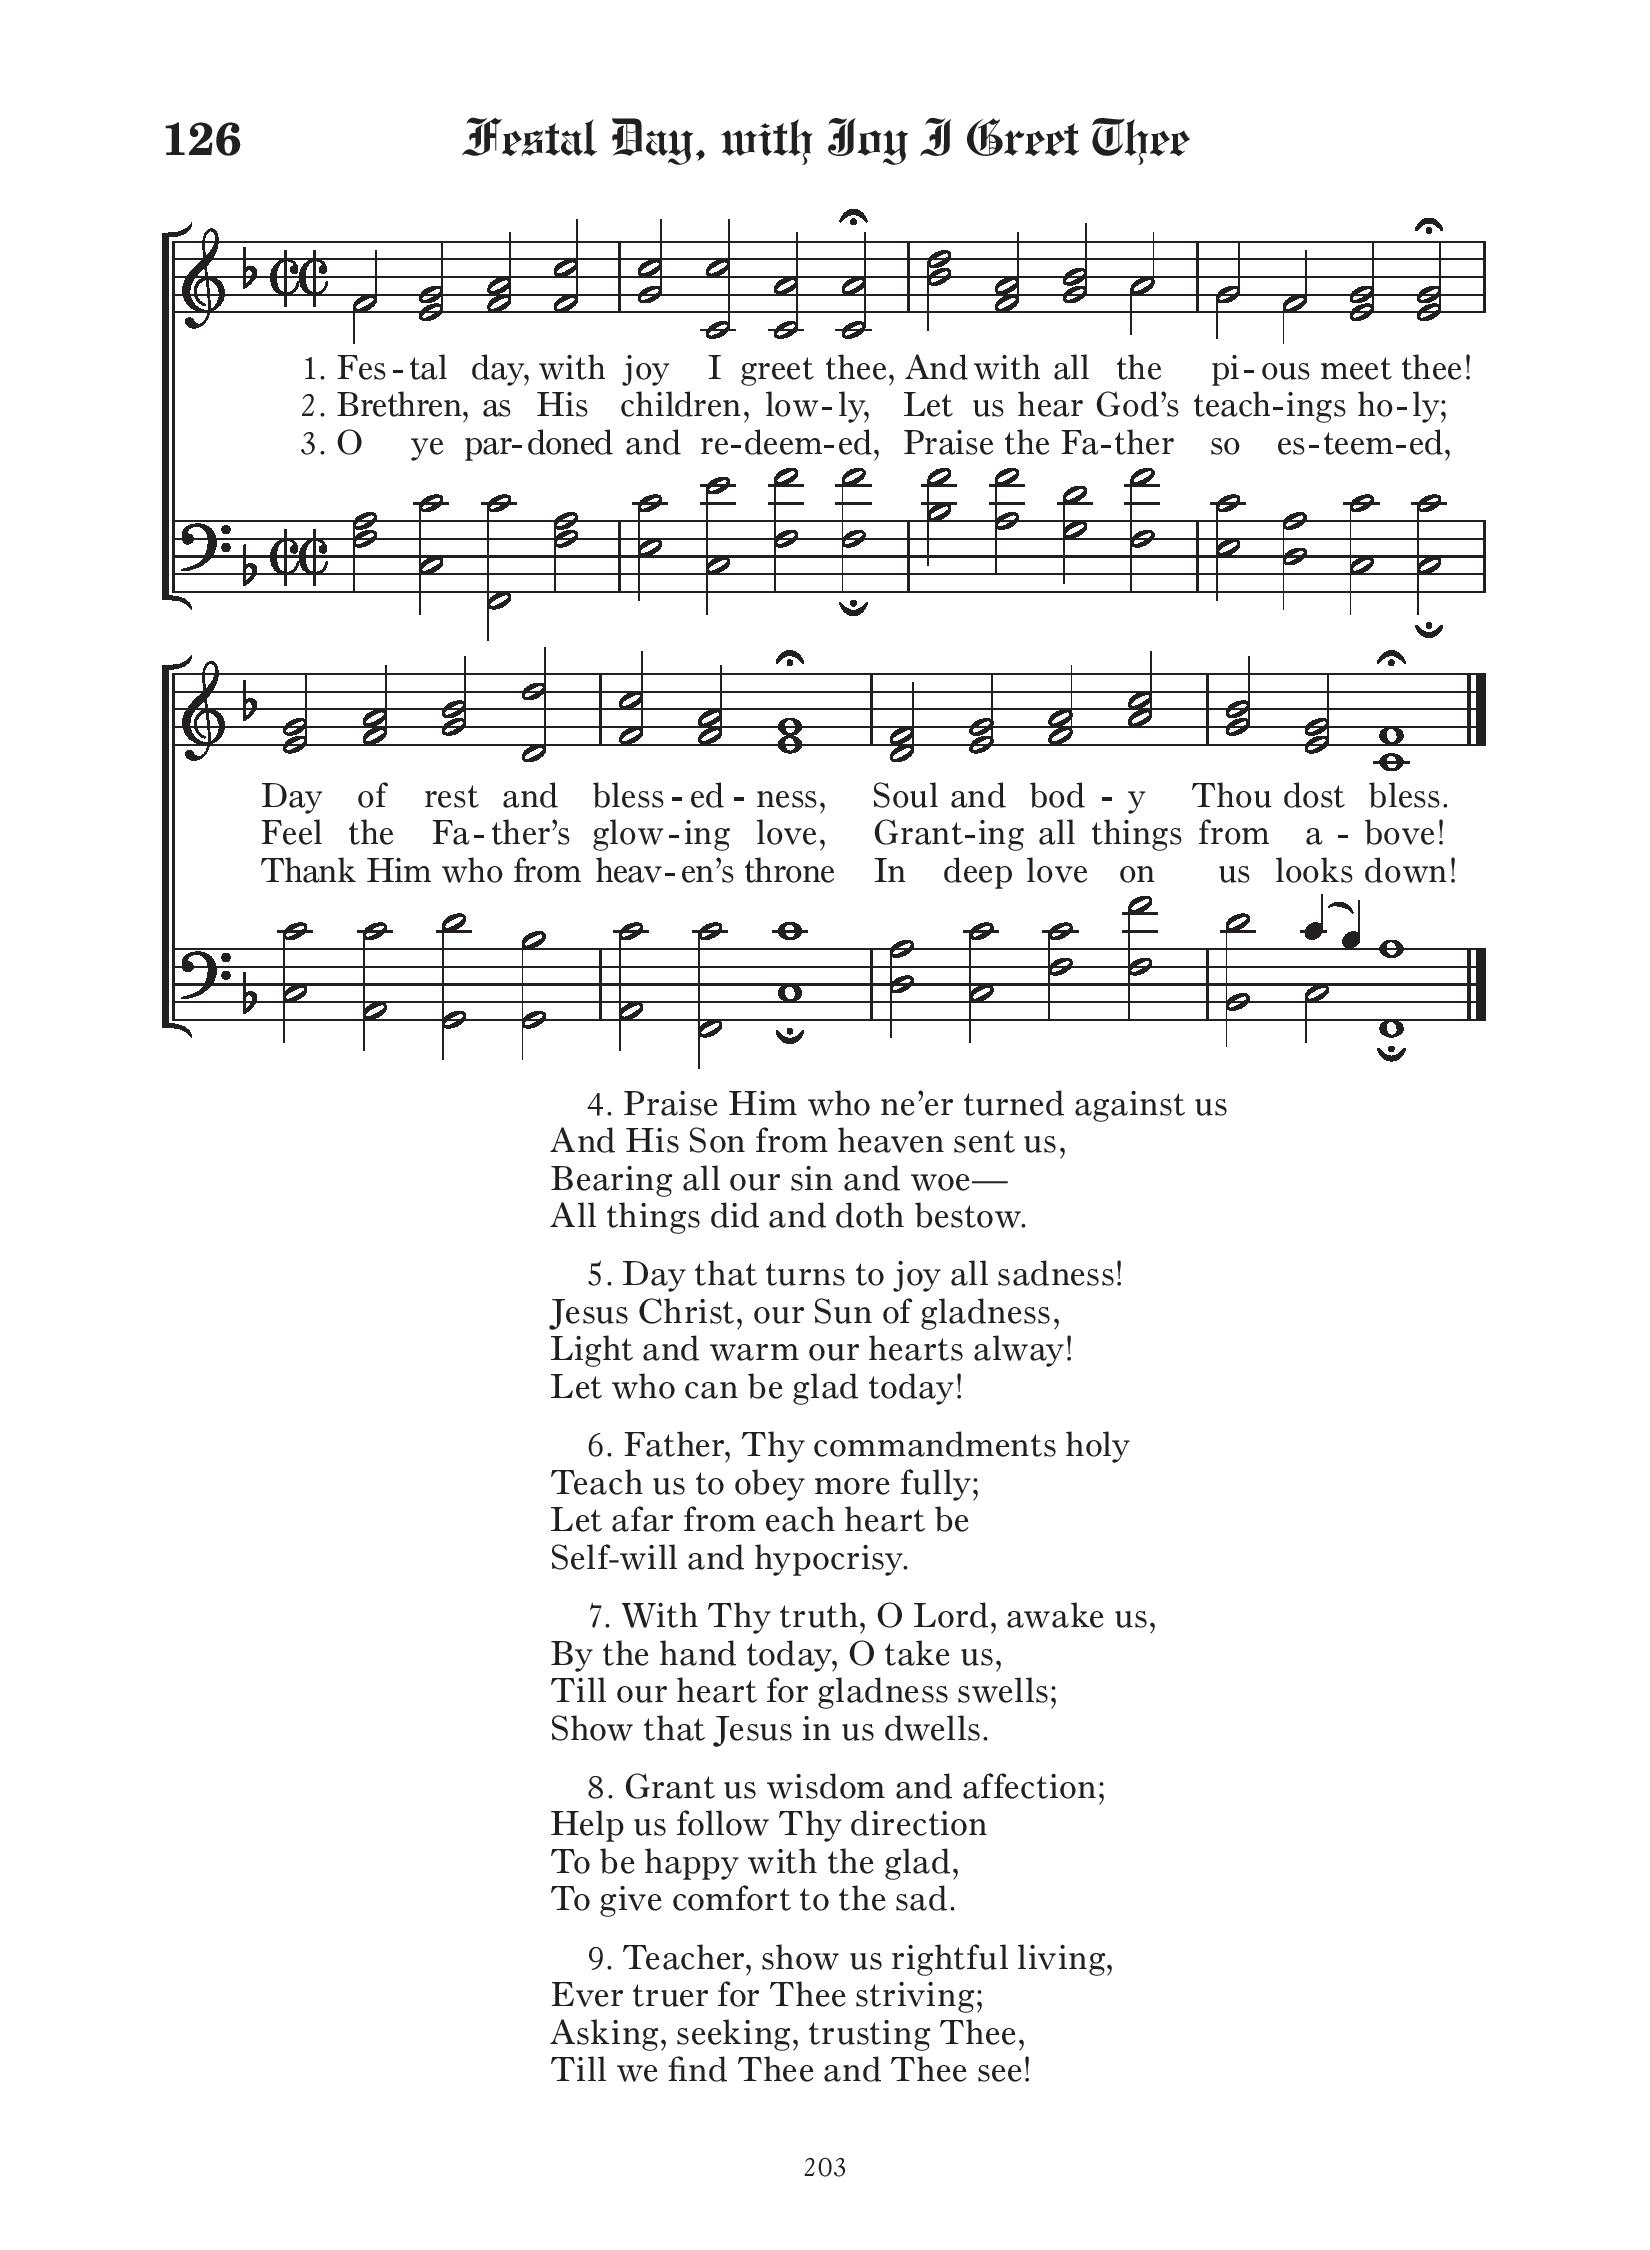 126 Festal Day, with Joy I Greet Thee
1. Fes-tal day, with joy I greet thee, And with all the pi-ous meet thee!
2. Brethren, as His children, low-ly, Let us hear God's teach-ings ho-ly;
3. O ye par-doned and re-deem-ed, Praise the Fa-ther so es-teem-ed,
Day of rest and bless-ed-ness, Soul and bod-y Thou dost bless.
Feel the Fa-ther's glow-ing love, Grant-ing all things from a-bove!
Thank Him who from heav-en's throne In deep love on us looks down!
4. Praise Him who ne'er turned against us
And His Son from heaven sent us,
Bearing all our sin and woe—
All things did and doth bestow.
5. Day that turns to joy all sadness!
Jesus Christ, our Sun of gladness,
Light and warm our hearts alway!
Let who can be glad today!
6. Father, Thy commandments holy
Teach us to obey more fully;
Let afar from each heart be
Self-will and hypocrisy.
7. With Thy truth, O Lord, awake us,
By the hand today, O take us,
Till our heart for gladness swells;
Show that Jesus in us dwells.
8. Grant us wisdom and affection;
Help us follow Thy direction
To be happy with the glad,
To give comfort to the sad.
9. Teacher, show us rightful living,
Ever truer for Thee striving;
Asking, seeking, trusting Thee,
Till we find Thee and Thee see!
203